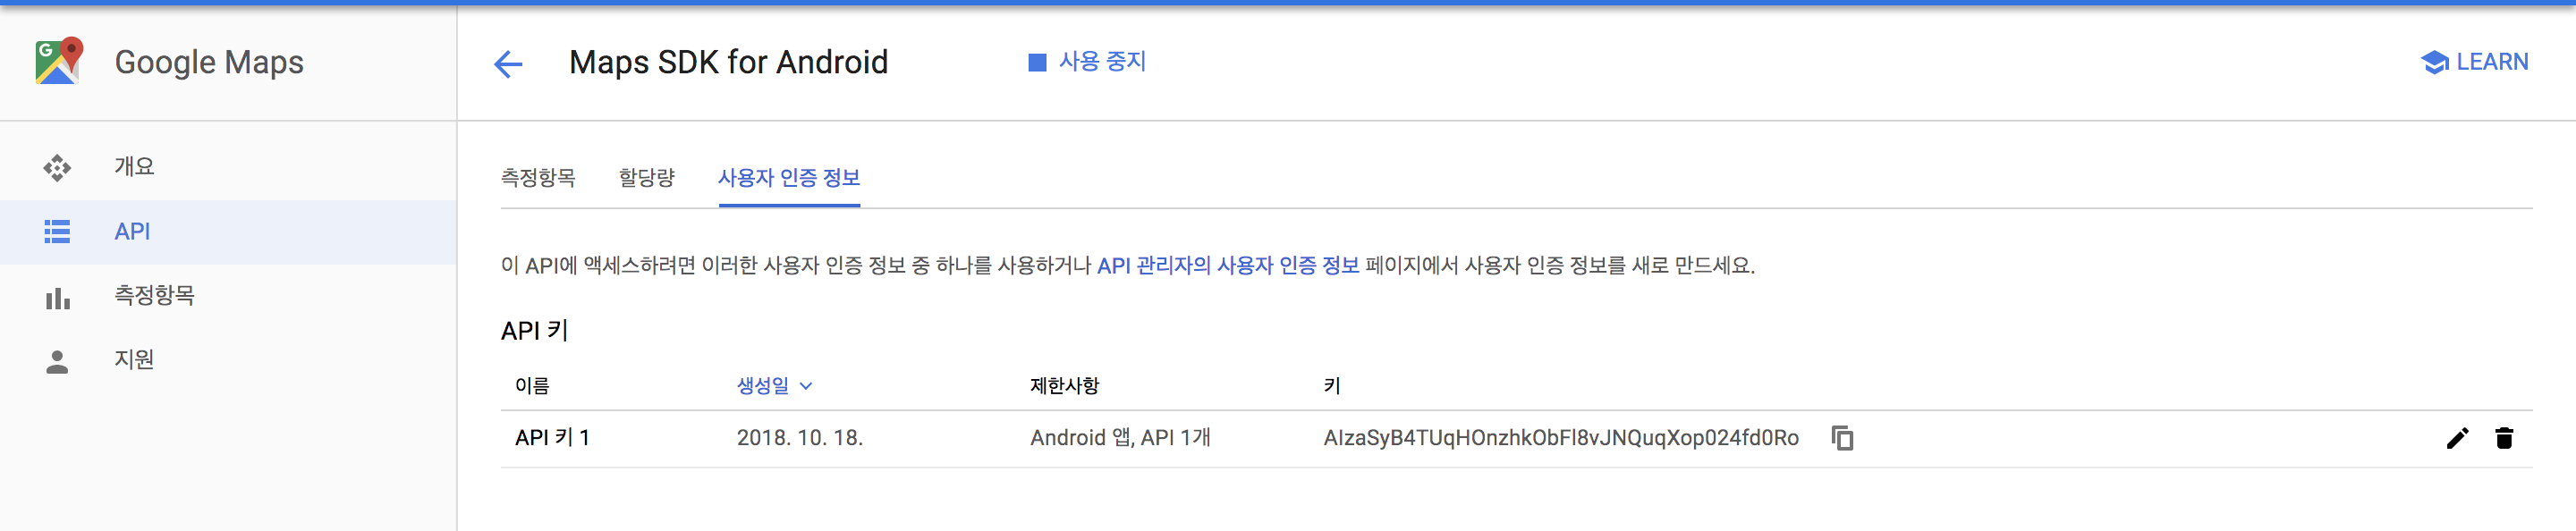 Google Maps
Maps SDK for Android
사용 중지
LEARN
개요
API
측정항목
지원
측정항목 할당량 사용자 인증 정보
이 API에 액세스하려면 이러한 사용자 인증 정보 중 하나를 사용하거나 API 관리자의 사용자 인증 정보 페이지에서 사용자 인증 정보를 새로 만드세요.
API 키
이름 생성일 제한사항 키
API 키 1 2018. 10. 18. Android 앱, API 1개 AIzaSyB4TUqHOnzhkObFl8vJNQuqXop024fd0Ro